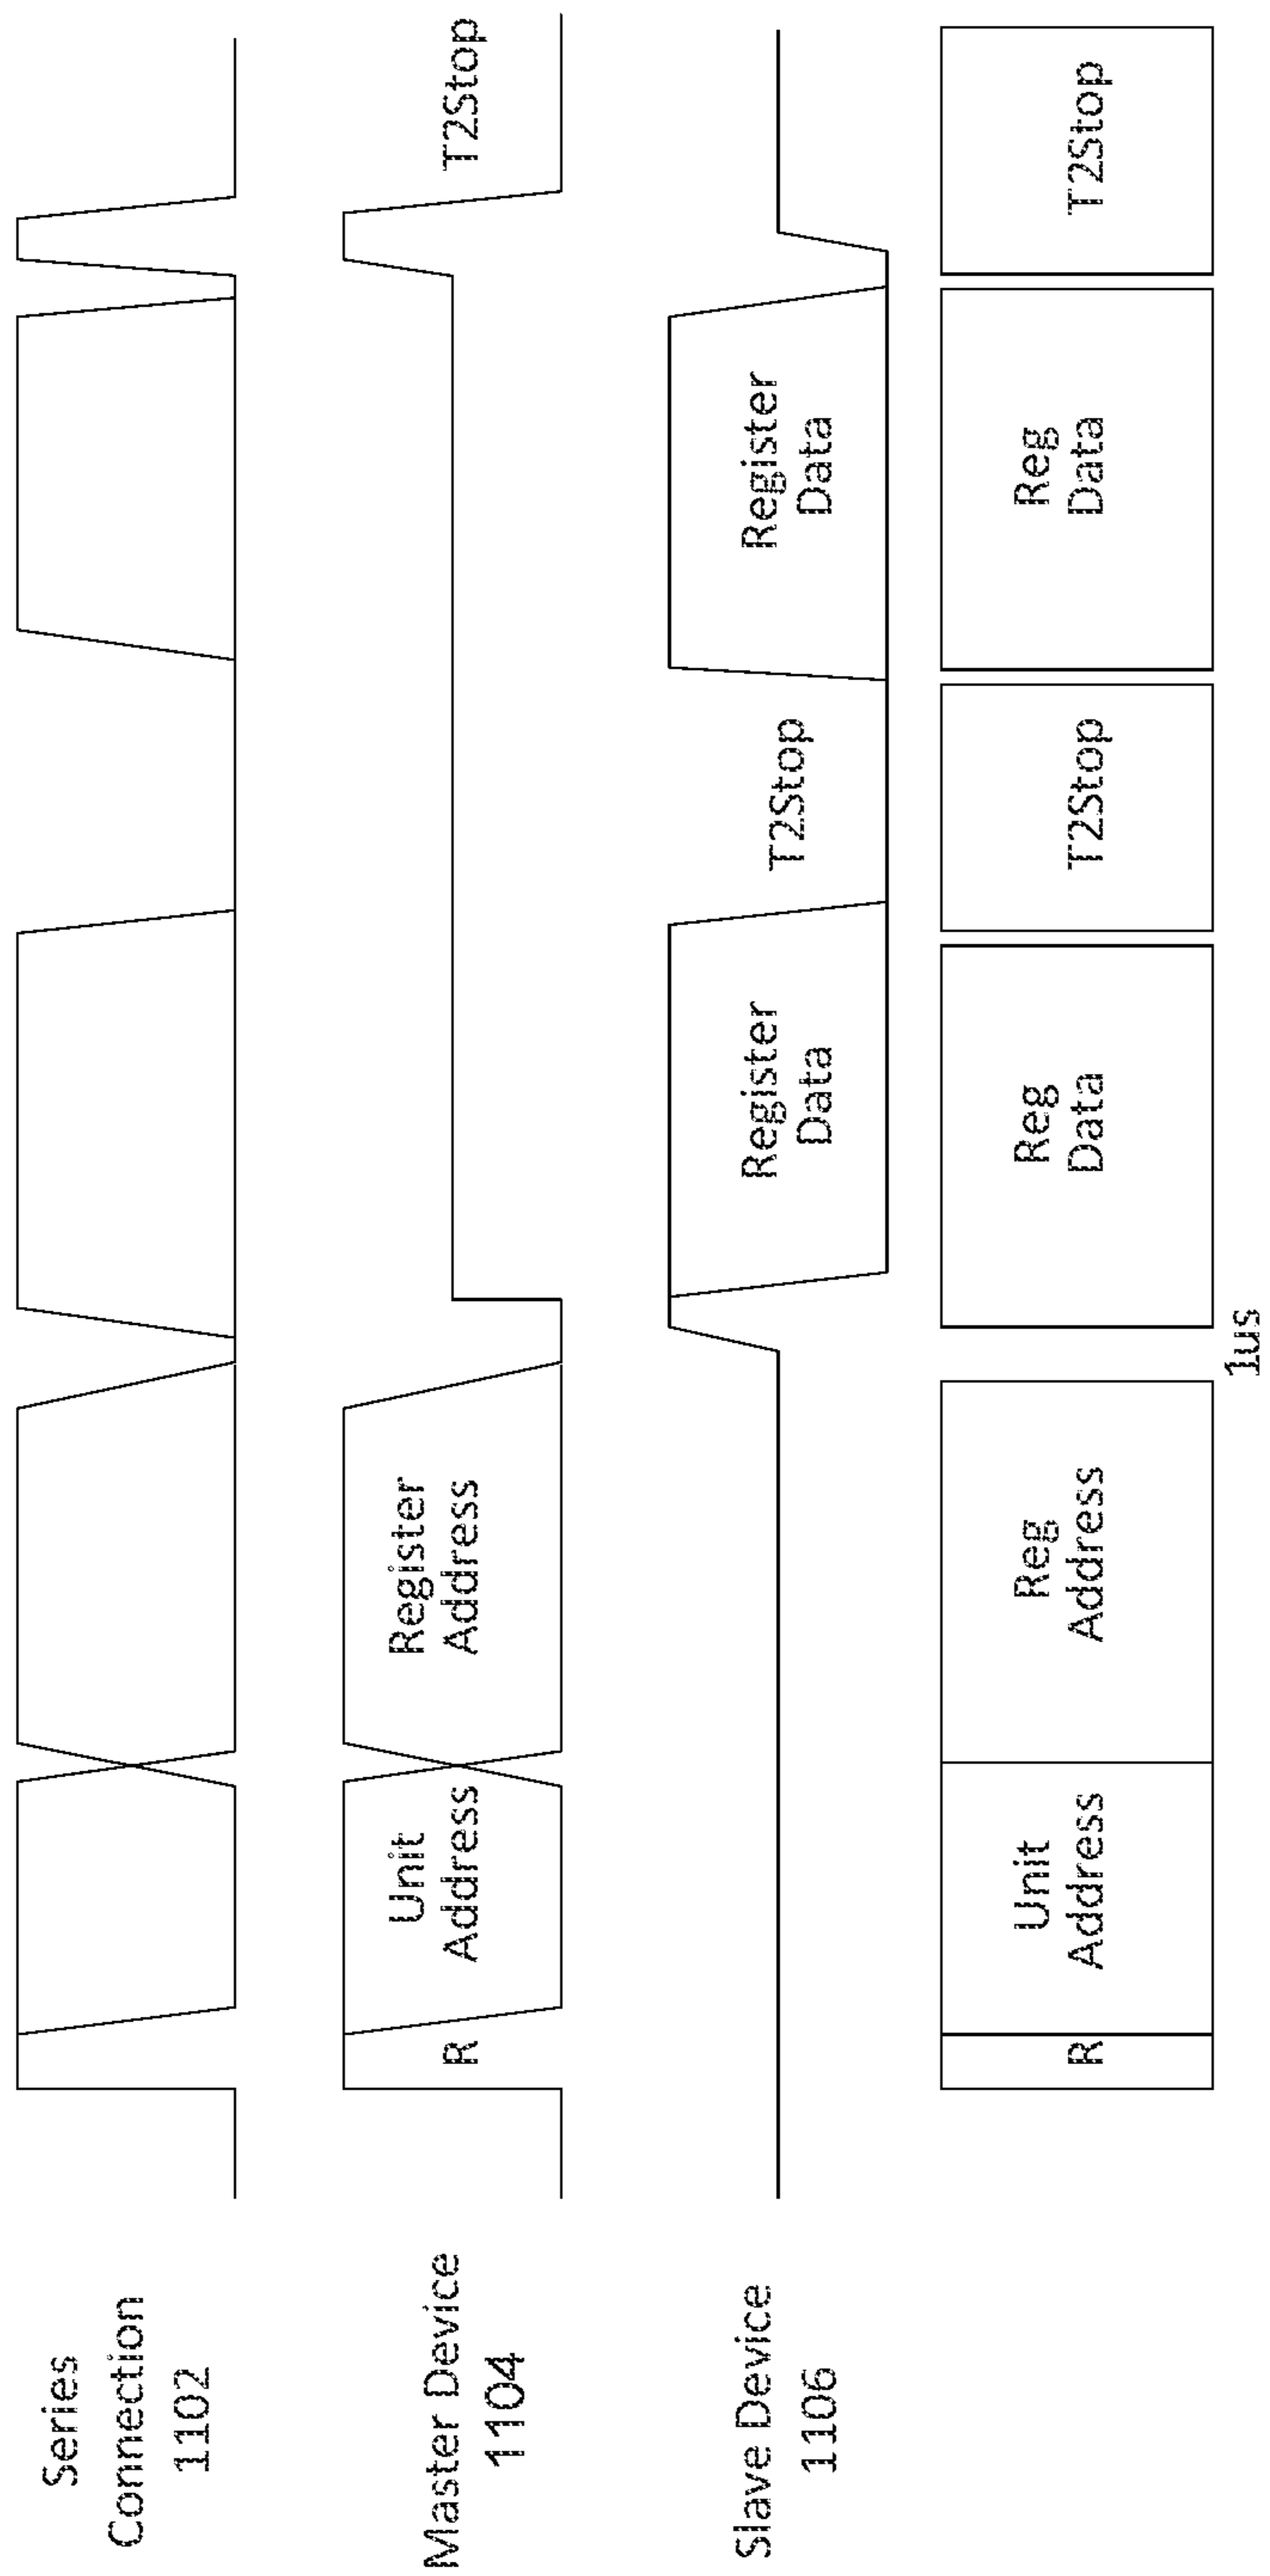 Series
Connection
1102
Master Device
1104
R
Unit
Address
Register
Address
T2Stop
Slave Device
1106
Register
Data
T2Stop
Register
Data
R
Unit
Address
Reg
Address
1us
Reg
Data
T2Stop
Reg
Data
T2Stop